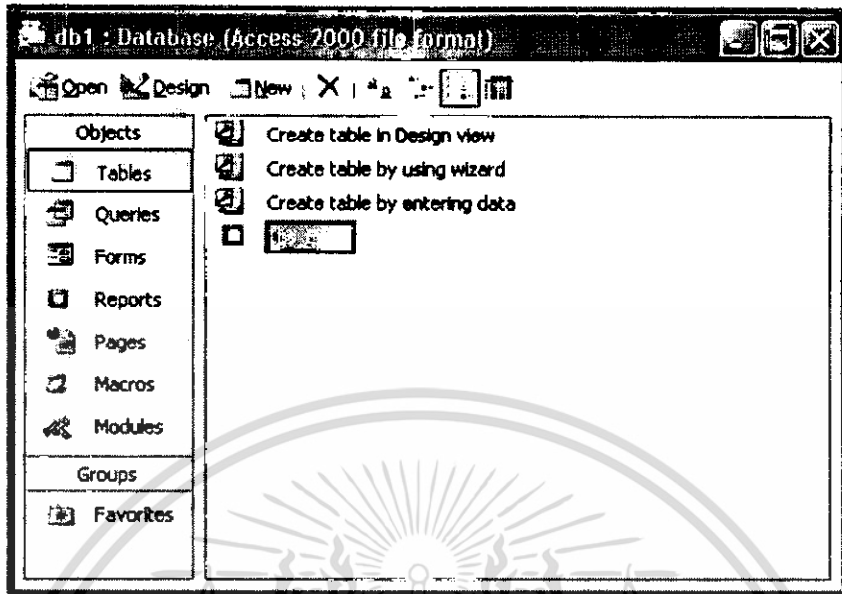 db1 : Database (Access 2000 file format)
Open Design New
Objects
Tables
Queries
Forms
Reports
Pages
Macros
Modules
Groups
Favorites
Create table in Design view
Create table by using wizard
Create table by entering data